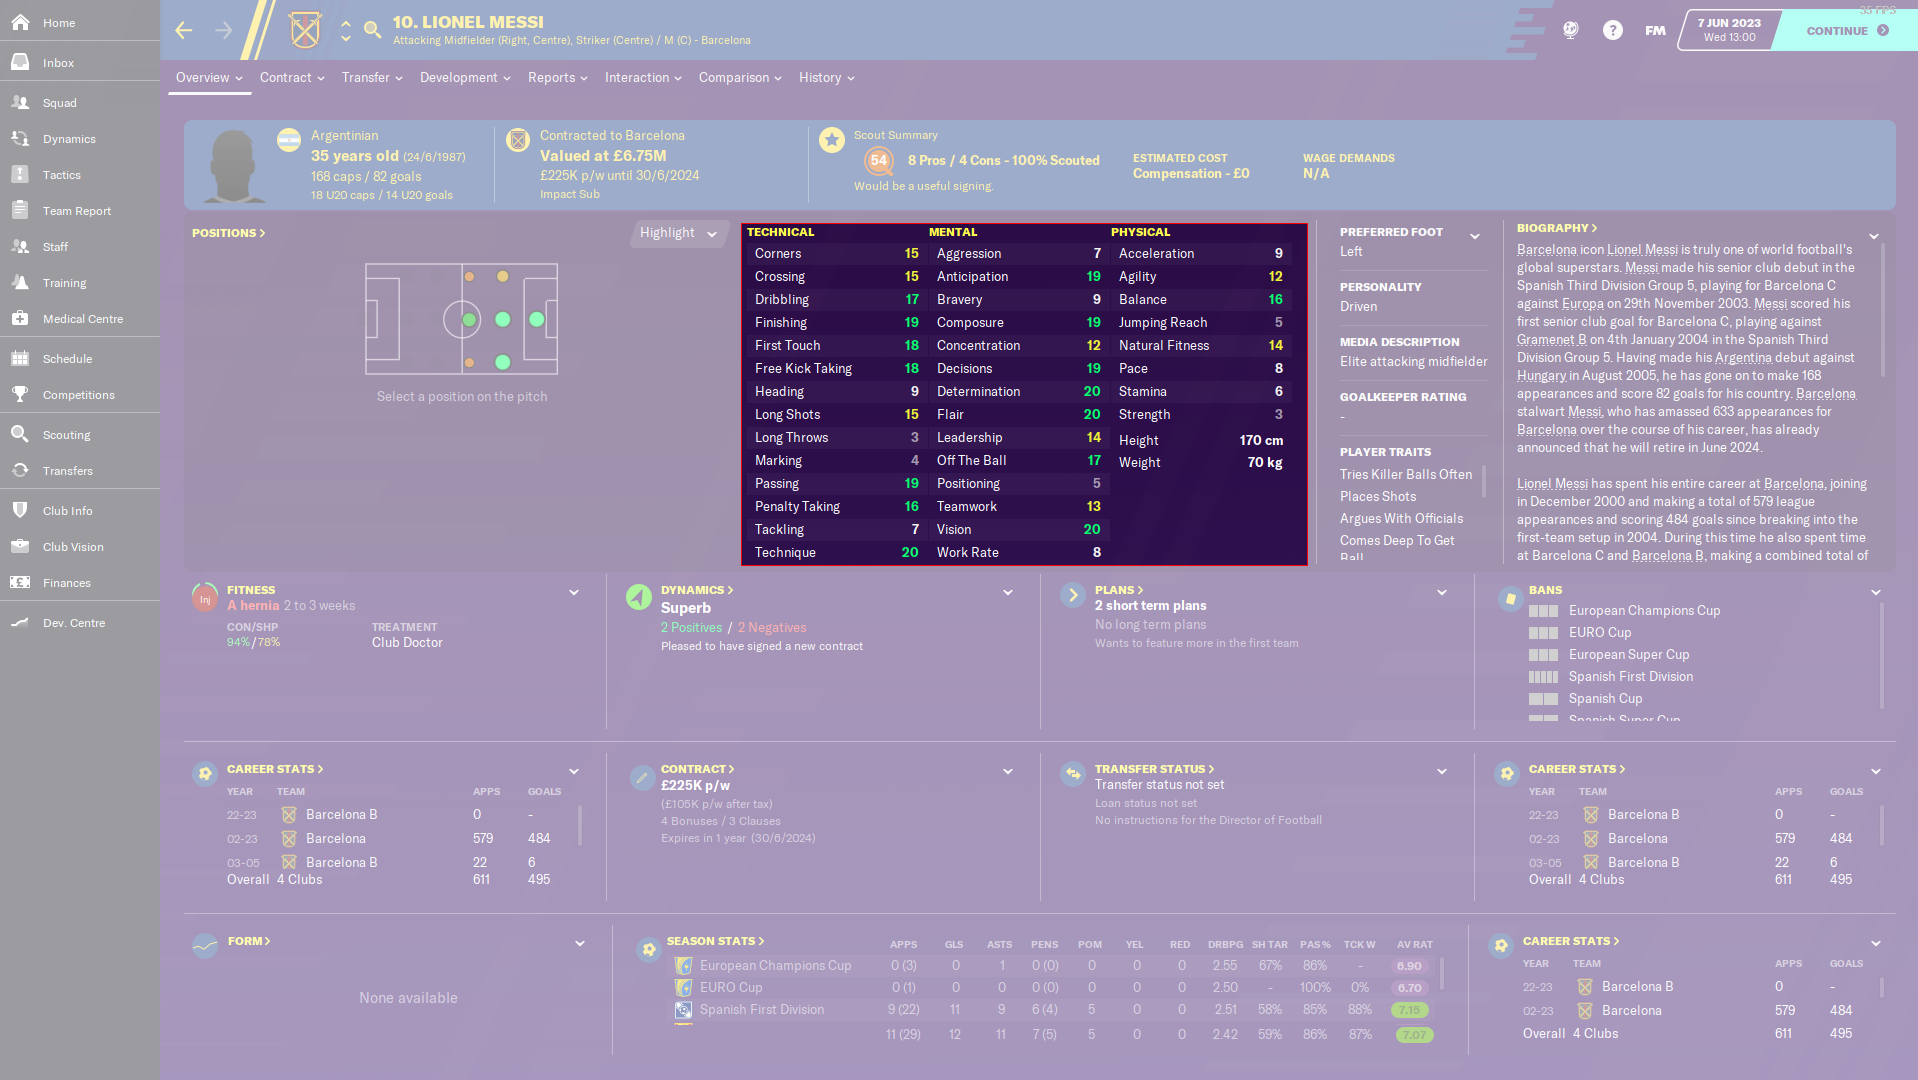 Home
Inbox
Squad
Dynamics
Tactics
Team Report
Staff
Training
Medical Centre
Schedule
Competitions
Scouting
Transfers
Club Info
Club Vision
Finances
Dev. Centre
10. LIONEL MESSI
Attacking Midfielder (Right, Centre), Striker (Centre) / M (C) - Barcelona
35 FPS
FM
7 JUN 2023
Wed 13:00
CONTINUE
Overview Contract Transfer Development Reports Interaction Comparison History
Argentinian
35 years old (24/6/1987)
168 caps / 82 goals
18 U20 caps / 14 U20 goals
Contracted to Barcelona
Valued at £6.75M
£225K p/w until 30/6/2024
Impact Sub
Scout Summary
54 8 Pros / 4 Cons - 100% Scouted
Would be a useful signing.
ESTIMATED COST
Compensation - £0
WAGE DEMANDS
N/A
POSITIONS
Highlight
Select a position on the pitch
TECHNICAL MENTAL PHYSICAL
Corners 15 Aggression 7 Acceleration 9
Crossing 15 Anticipation 19 Agility 12
Dribbling 17 Bravery 9 Balance 16
Finishing 19 Composure 19 Jumping Reach 5
First Touch 18 Concentration 12 Natural Fitness 14
Free Kick Taking 18 Decisions 19 Pace 8
Heading 9 Determination 20 Stamina 6
Long Shots 15 Flair 20 Strength 3
Long Throws 3 Leadership 14 Height 170 cm
Marking 4 Off The Ball 17 Weight 70 kg
Passing 19 Positioning 5
Penalty Taking 16 Teamwork 13
Tackling 7 Vision 20
Technique 20 Work Rate 8
PREFERRED FOOT
Left
PERSONALITY
Driven
MEDIA DESCRIPTION
Elite attacking midfielder
GOALKEEPER RATING
-
PLAYER TRAITS
Tries Killer Balls Often
Places Shots
Argues With Officials
Comes Deep To Get
Ball
BIOGRAPHY
Barcelona icon Lionel Messi is truly one of world football's
global superstars. Messi made his senior club debut in the
Spanish Third Division Group 5, playing for Barcelona C
against Europa on 29th November 2003. Messi scored his
first senior club goal for Barcelona C, playing against
Gramenet B on 4th January 2004 in the Spanish Third
Division Group 5. Having made his Argentina debut against
Hungary in August 2005, he has gone on to make 168
appearances and score 82 goals for his country. Barcelona
stalwart Messi, who has amassed 633 appearances for
Barcelona over the course of his career, has already
announced that he will retire in June 2024.
Lionel Messi has spent his entire career at Barcelona, joining
in December 2000 and making a total of 579 league
appearances and scoring 484 goals since breaking into the
first-team setup in 2004. During this time he also spent time
at Barcelona C and Barcelona B, making a combined total of
FITNESS
Inj A hernia 2 to 3 weeks
CON/SHP TREATMENT
94%/78% Club Doctor
DYNAMICS
Superb
2 Positives / 2 Negatives
Pleased to have signed a new contract
PLANS
2 short term plans
No long term plans
Wants to feature more in the first team
BANS
European Champions Cup
EURO Cup
European Super Cup
Spanish First Division
Spanish Cup
Spanish Super Cup
CAREER STATS
YEAR TEAM APPS GOALS
22-23 Barcelona B 0 -
02-23 Barcelona 579 484
03-05 Barcelona B 22 6
Overall 4 Clubs 611 495
CONTRACT
£225K p/w
(£105K p/w after tax)
4 Bonuses / 3 Clauses
Expires in 1 year (30/6/2024)
TRANSFER STATUS
Transfer status not set
Loan status not set
No instructions for the Director of Football
CAREER STATS
YEAR TEAM APPS GOALS
22-23 Barcelona B 0 -
02-23 Barcelona 579 484
03-05 Barcelona B 22 6
Overall 4 Clubs 611 495
FORM
None available
SEASON STATS APPS GLS ASTS PENS POM YEL RED DRBPG SH TAR PAS % TCK W AV RAT
European Champions Cup 0 (3) 0 1 0 (0) 0 0 0 2.55 67% 86% - 6.90
EURO Cup 0 (1) 0 0 0 (0) 0 0 0 2.50 - 100% 0% 6.70
Spanish First Division 9 (22) 11 9 6 (4) 5 0 0 2.51 58% 85% 88% 7.15
11 (29) 12 11 7 (5) 5 0 0 2.42 59% 86% 87% 7.07
CAREER STATS
YEAR TEAM APPS GOALS
22-23 Barcelona B 0 -
02-23 Barcelona 579 484
Overall 4 Clubs 611 495